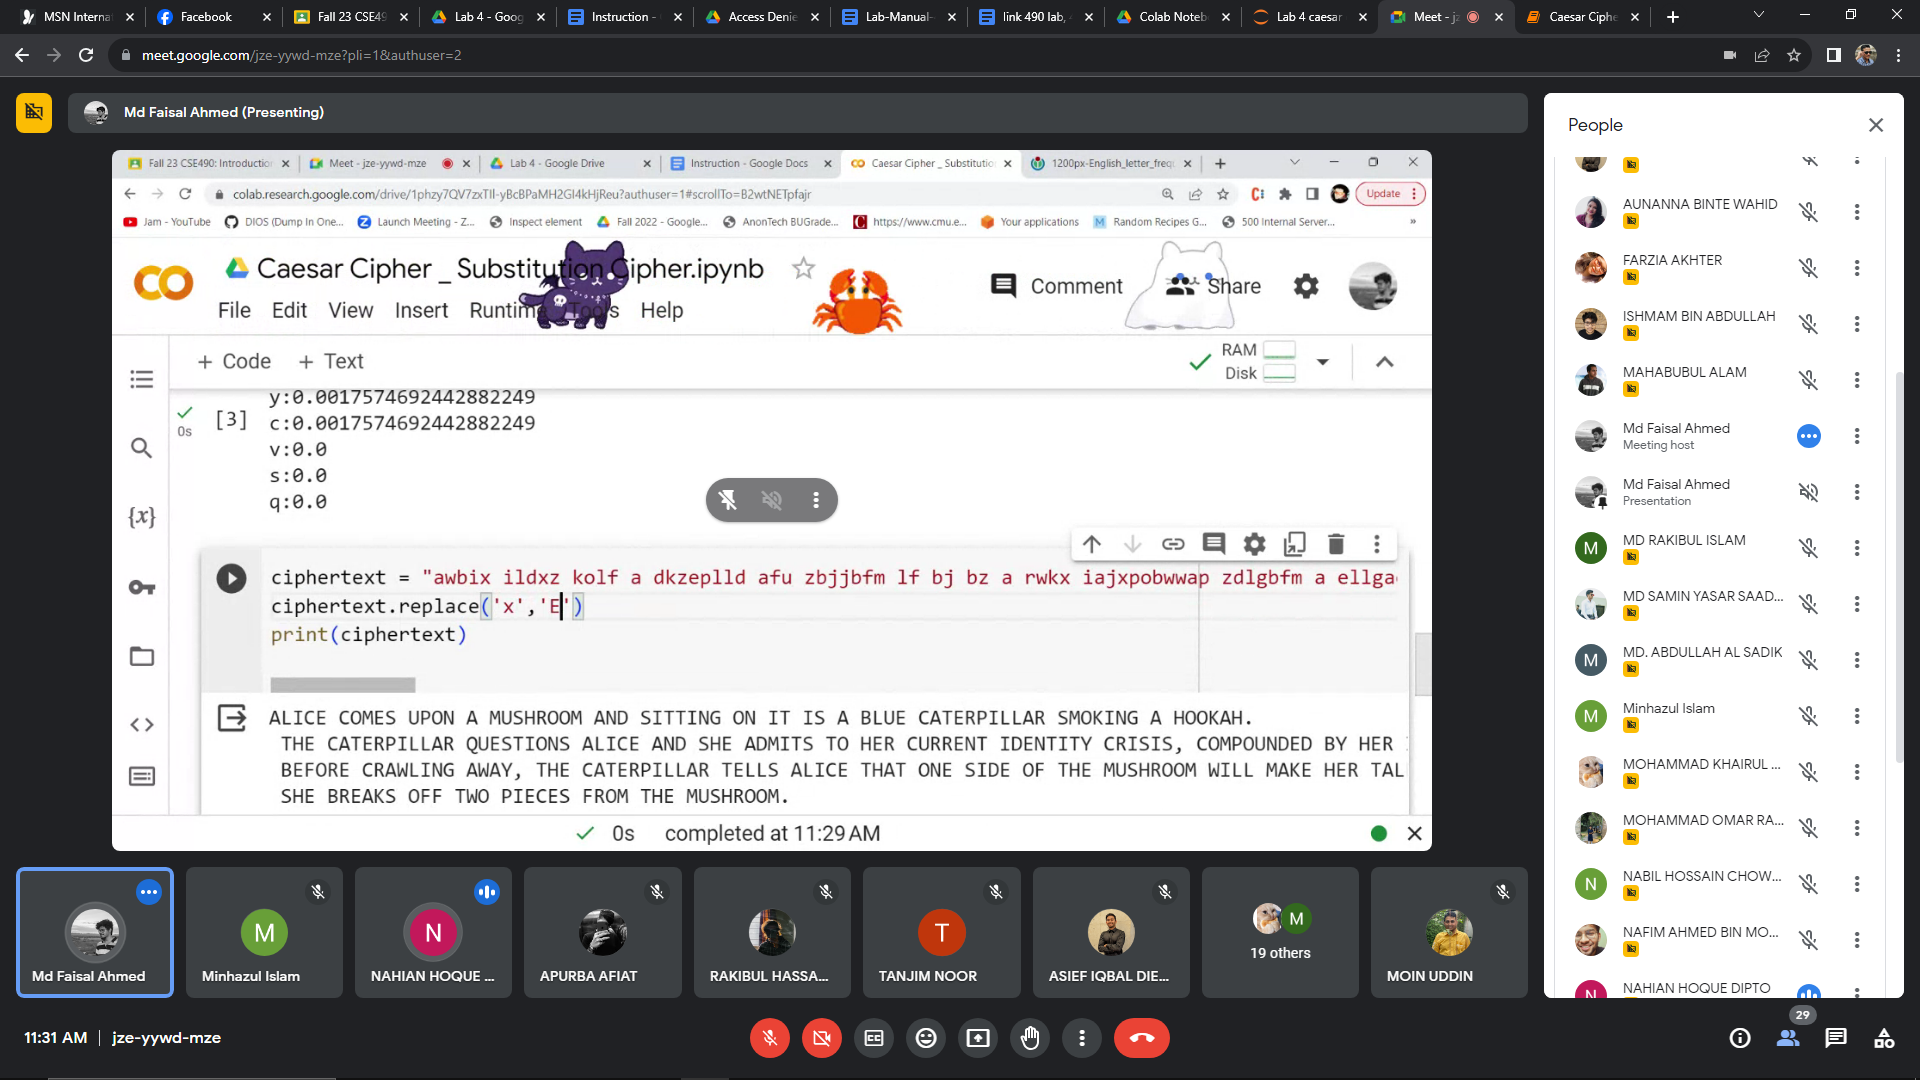 MSN Internat
Facebook
Fall 23 CSE49
Lab 4 - Goog
Instruction -
Access Denie
Lab-Manual-
link 490 lab,
Colab Noteb
Lab 4 caesar
Meet - jz
Caesar Ciphe
meet.google.com/jze-yywd-mze?pli=1&authuser=2
Md Faisal Ahmed (Presenting)
Fall 23 CSE490: Introduction
Meet - jze-yywd-mze
Lab 4 - Google Drive
Instruction - Google Docs
Caesar Cipher _ Substitutio
1200px-English_letter_freq
colab.research.google.com/drive/1phzy7QV7zxTIl-yBcBPaMH2GI4kHjReu?authuser=1#scrollTo=B2wtNETpfajr
Update
Jam - YouTube
DIOS (Dump In One...
Launch Meeting - Z...
Inspect element
Fall 2022 - Google...
AnonTech BUGrade...
https://www.cmu.e...
Your applications
Random Recipes G...
500 Internal Server...
»
Caesar Cipher _ Substitution Cipher.ipynb
Comment
Share
File Edit View Insert Runtime Tools Help
+ Code + Text
RAM
Disk
y:0.0017574692442882249
[3] c:0.0017574692442882249
0s
v:0.0
s:0.0
q:0.0
{x}
ciphertext = "awbix ildxz kolf a dkzeplld afu zbjjbfm lf bj bz a rwkx iajxpobwwap zdlgbfm a ellga
ciphertext.replace('x','E')
print(ciphertext)
ALICE COMES UPON A MUSHROOM AND SITTING ON IT IS A BLUE CATERPILLAR SMOKING A HOOKAH.
THE CATERPILLAR QUESTIONS ALICE AND SHE ADMITS TO HER CURRENT IDENTITY CRISIS, COMPOUNDED BY HER
BEFORE CRAWLING AWAY, THE CATERPILLAR TELLS ALICE THAT ONE SIDE OF THE MUSHROOM WILL MAKE HER TAL
SHE BREAKS OFF TWO PIECES FROM THE MUSHROOM.
0s completed at 11:29 AM
People
AUNANNA BINTE WAHID
FARZIA AKHTER
ISHMAM BIN ABDULLAH
MAHABUBUL ALAM
Md Faisal Ahmed
Meeting host
Md Faisal Ahmed
Presentation
M
MD RAKIBUL ISLAM
MD SAMIN YASAR SAAD...
M
MD. ABDULLAH AL SADIK
M
Minhazul Islam
MOHAMMAD KHAIRUL ...
MOHAMMAD OMAR RA...
N
NABIL HOSSAIN CHOW...
NAFIM AHMED BIN MO...
N
NAHIAN HOQUE DIPTO
Md Faisal Ahmed
M
Minhazul Islam
N
NAHIAN HOQUE ...
APURBA AFIAT
RAKIBUL HASSA...
T
TANJIM NOOR
ASIEF IQBAL DIE...
M
19 others
MOIN UDDIN
11:31 AM | jze-yywd-mze
29